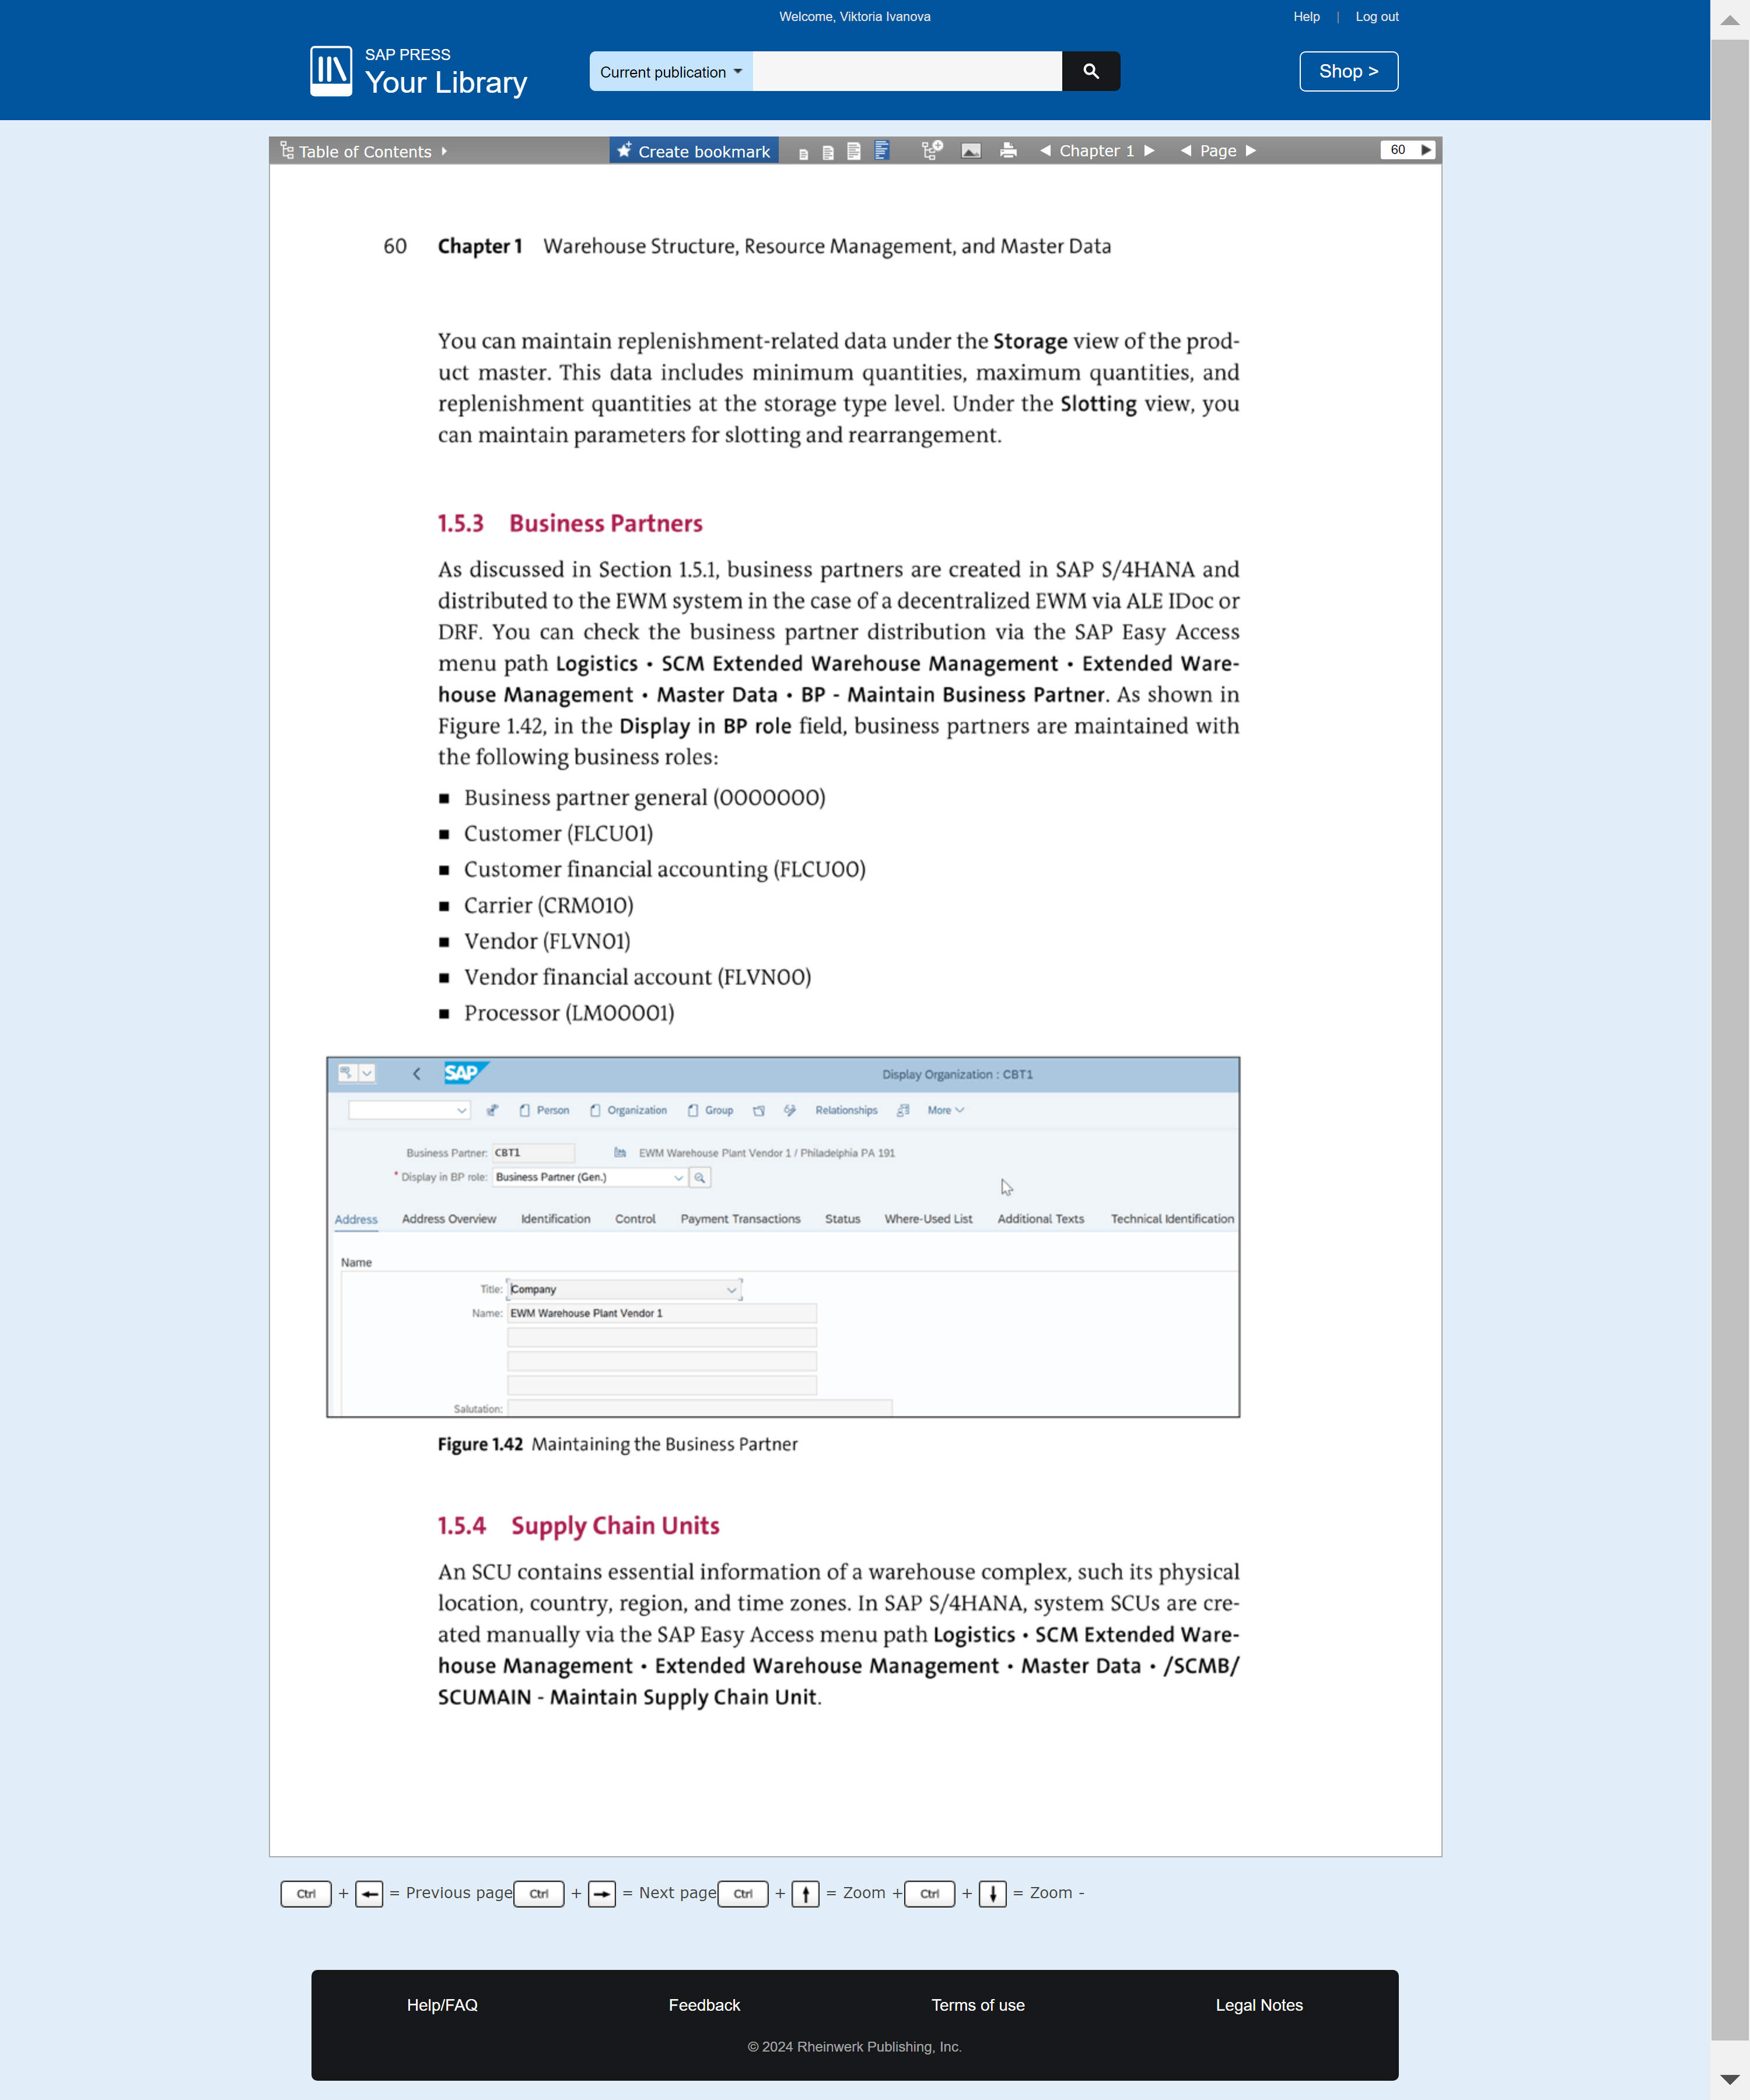 Welcome, Viktoria Ivanova
Help | Log out
SAP PRESS
Your Library
Current publication
Shop >
Table of Contents
Create bookmark
Chapter 1
Page
60
60 Chapter 1 Warehouse Structure, Resource Management, and Master Data
You can maintain replenishment-related data under the Storage view of the prod-
uct master. This data includes minimum quantities, maximum quantities, and
replenishment quantities at the storage type level. Under the Slotting view, you
can maintain parameters for slotting and rearrangement.
1.5.3 Business Partners
As discussed in Section 1.5.1, business partners are created in SAP S/4HANA and
distributed to the EWM system in the case of a decentralized EWM via ALE IDoc or
DRF. You can check the business partner distribution via the SAP Easy Access
menu path Logistics • SCM Extended Warehouse Management • Extended Ware-
house Management • Master Data • BP - Maintain Business Partner. As shown in
Figure 1.42, in the Display in BP role field, business partners are maintained with
the following business roles:
■ Business partner general (0000000)
■ Customer (FLCU01)
■ Customer financial accounting (FLCU00)
■ Carrier (CRM010)
■ Vendor (FLVN01)
■ Vendor financial account (FLVN00)
■ Processor (LM00001)
SAP
Display Organization : CBT1
Person Organization Group Relationships More
Business Partner: CBT1 EWM Warehouse Plant Vendor 1 / Philadelphia PA 191
* Display in BP role: Business Partner (Gen.)
Address Address Overview Identification Control Payment Transactions Status Where-Used List Additional Texts Technical Identification
Name
Title: Company
Name: EWM Warehouse Plant Vendor 1
Salutation:
Figure 1.42 Maintaining the Business Partner
1.5.4 Supply Chain Units
An SCU contains essential information of a warehouse complex, such its physical
location, country, region, and time zones. In SAP S/4HANA, system SCUs are cre-
ated manually via the SAP Easy Access menu path Logistics • SCM Extended Ware-
house Management • Extended Warehouse Management • Master Data • /SCMB/
SCUMAIN - Maintain Supply Chain Unit.
Ctrl + ← = Previous page Ctrl + → = Next page Ctrl + ↑ = Zoom + Ctrl + ↓ = Zoom -
Help/FAQ Feedback Terms of use Legal Notes
© 2024 Rheinwerk Publishing, Inc.